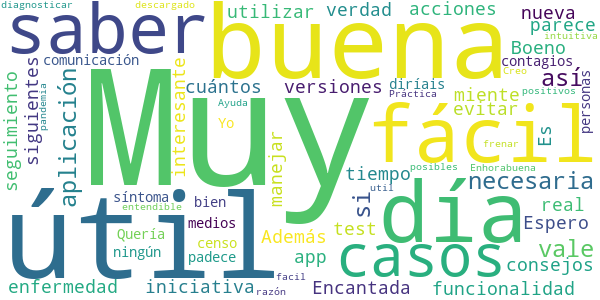 diagnosticar
descargado
saber
buena
utilizar
verdad
acciones
nueva
parece
Boeno
intuitiva
comunicación
contagios
Creo
seguimiento
siguientes
pandemia
aplicación
Muy
interesante
cuántos
versiones
diríais
Práctica
así
positivos
personas
Ayuda
Yo
miente
evitar
fácil
Es
frenar
manejar
tiempo
posibles
Enhorabuena
necesaria
útil
síntoma
entendible
bien
si
día
util
real
Quería
medios
test
Espero
ningún
censo
Además
casos
vale
padece
app
consejos
enfermedad
iniciativa
facil
razón
Encantada
funcionalidad